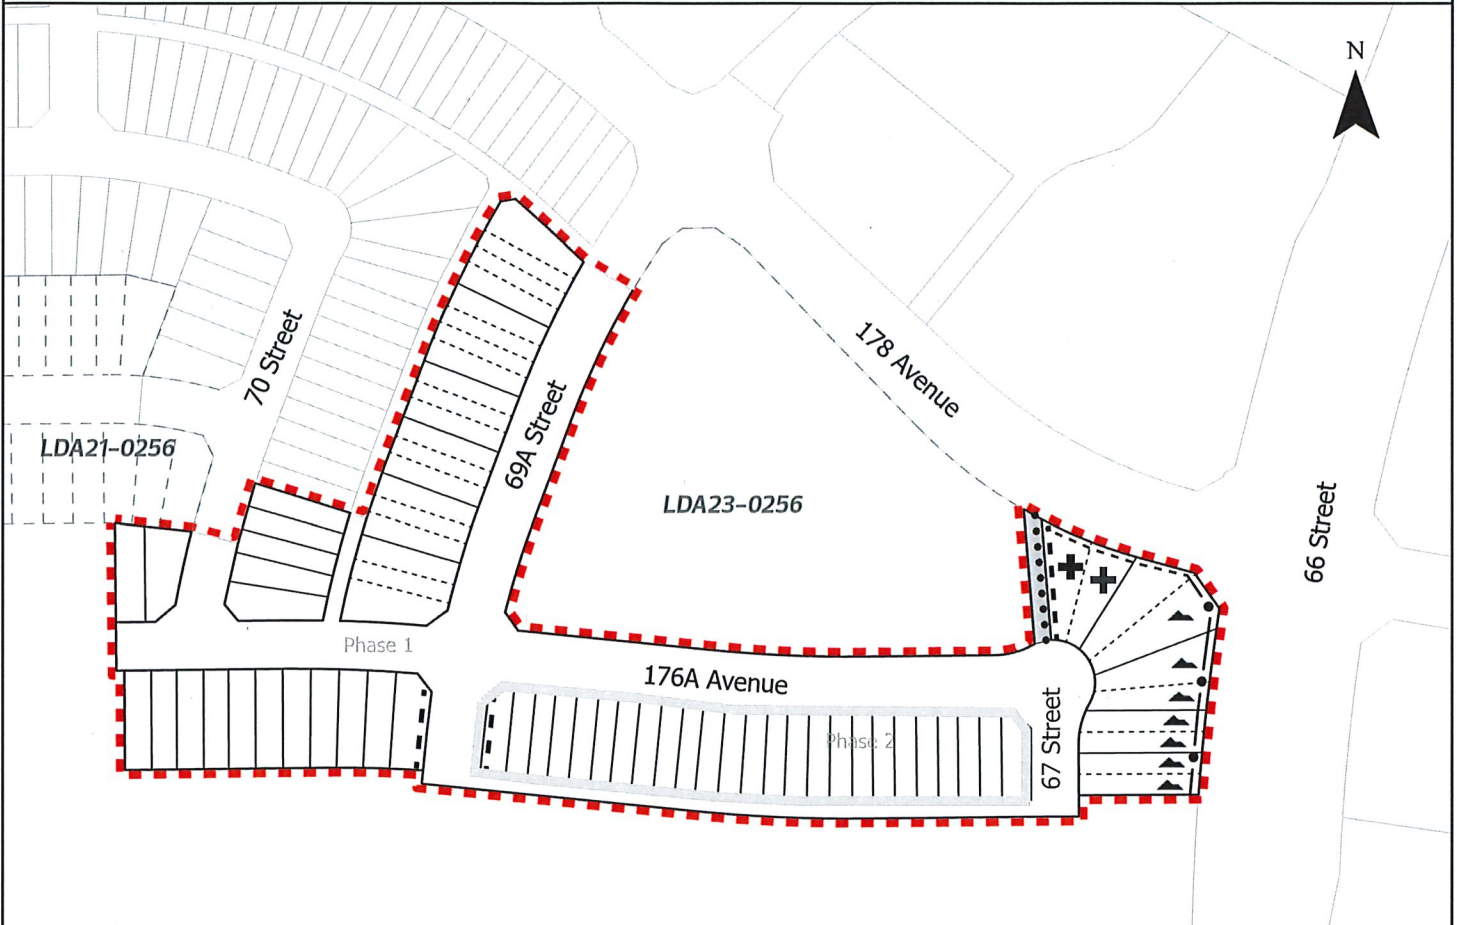 N
178 Avenue
70 Street
69A Street
LDA21-0256
LDA23-0256
66 Street
Phase 1
176A Avenue
67 Street
Phase 2